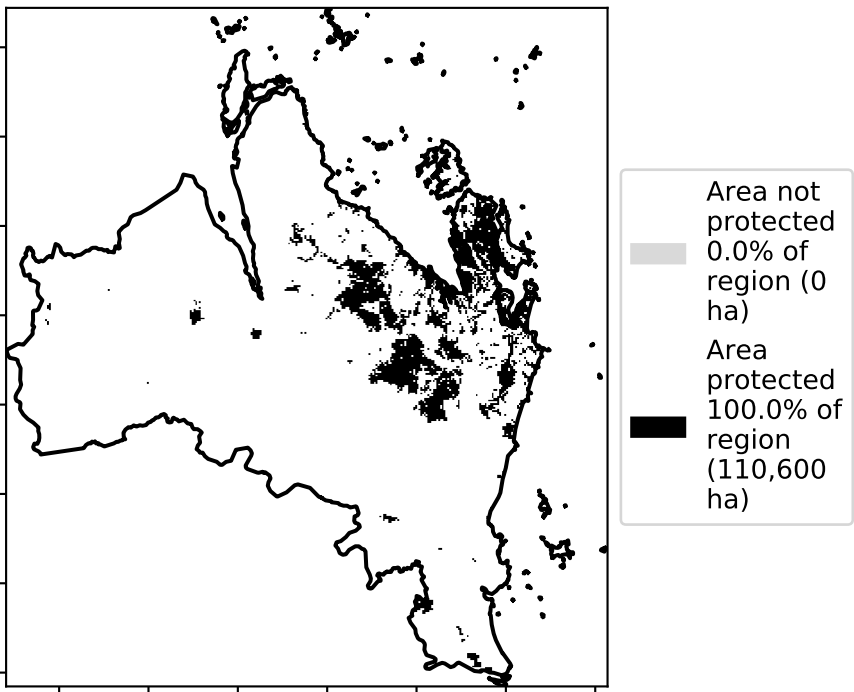 Area not
protected
0.0% of
region (0
ha)
Area
protected
100.0% of
region
(110,600
ha)